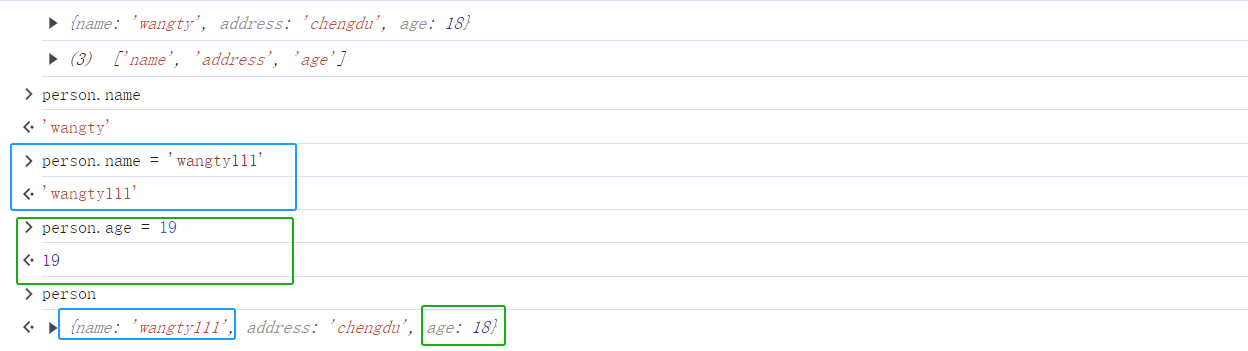 ▶ {name: 'wangty', address: 'chengdu', age: 18}
▶ (3) ['name', 'address', 'age']
> person.name
'wangty'
> person.name = 'wangty111'
'wangty111'
> person.age = 19
19
> person
▶ {name: 'wangty111', address: 'chengdu', age: 18}